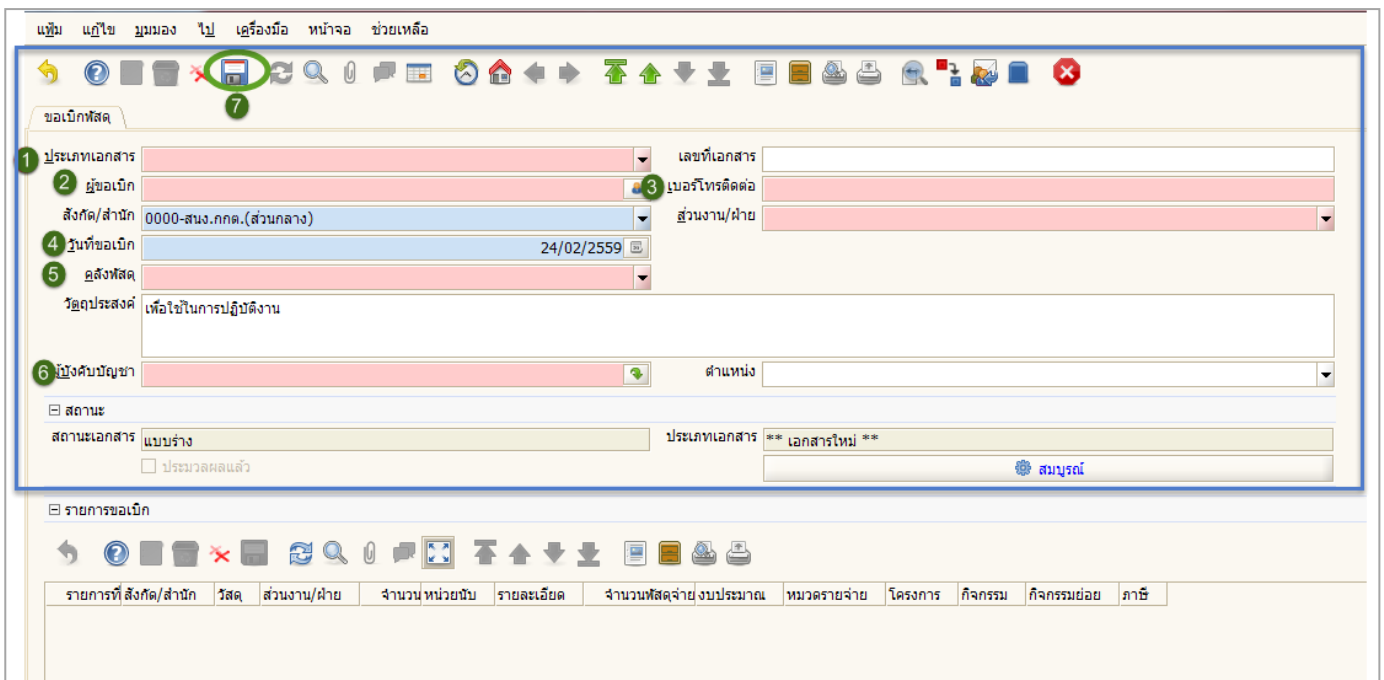 แฟ้ม แก้ไข มุมมอง ไป เครื่องมือ หน้าจอ ช่วยเหลือ
7
ขอเบิกพัสดุ
1 ประเภทเอกสาร เลขที่เอกสาร
2 ผู้ขอเบิก 3 เบอร์โทรติดต่อ
สังกัด/สำนัก 0000-สนง.กกต.(ส่วนกลาง) ส่วนงาน/ฝ่าย
4 วันที่ขอเบิก 24/02/2559
5 คลังพัสดุ
วัตถุประสงค์ เพื่อใช้ในการปฏิบัติงาน
6 ผู้บังคับบัญชา ตำแหน่ง
สถานะ
สถานะเอกสาร แบบร่าง ประเภทเอกสาร ** เอกสารใหม่ **
ประมวลผลแล้ว สมบูรณ์
รายการขอเบิก
รายการที่ สังกัด/สำนัก วัสดุ ส่วนงาน/ฝ่าย จำนวน หน่วยนับ รายละเอียด จำนวนพัสดุจ่าย งบประมาณ หมวดรายจ่าย โครงการ กิจกรรม กิจกรรมย่อย ภาษี